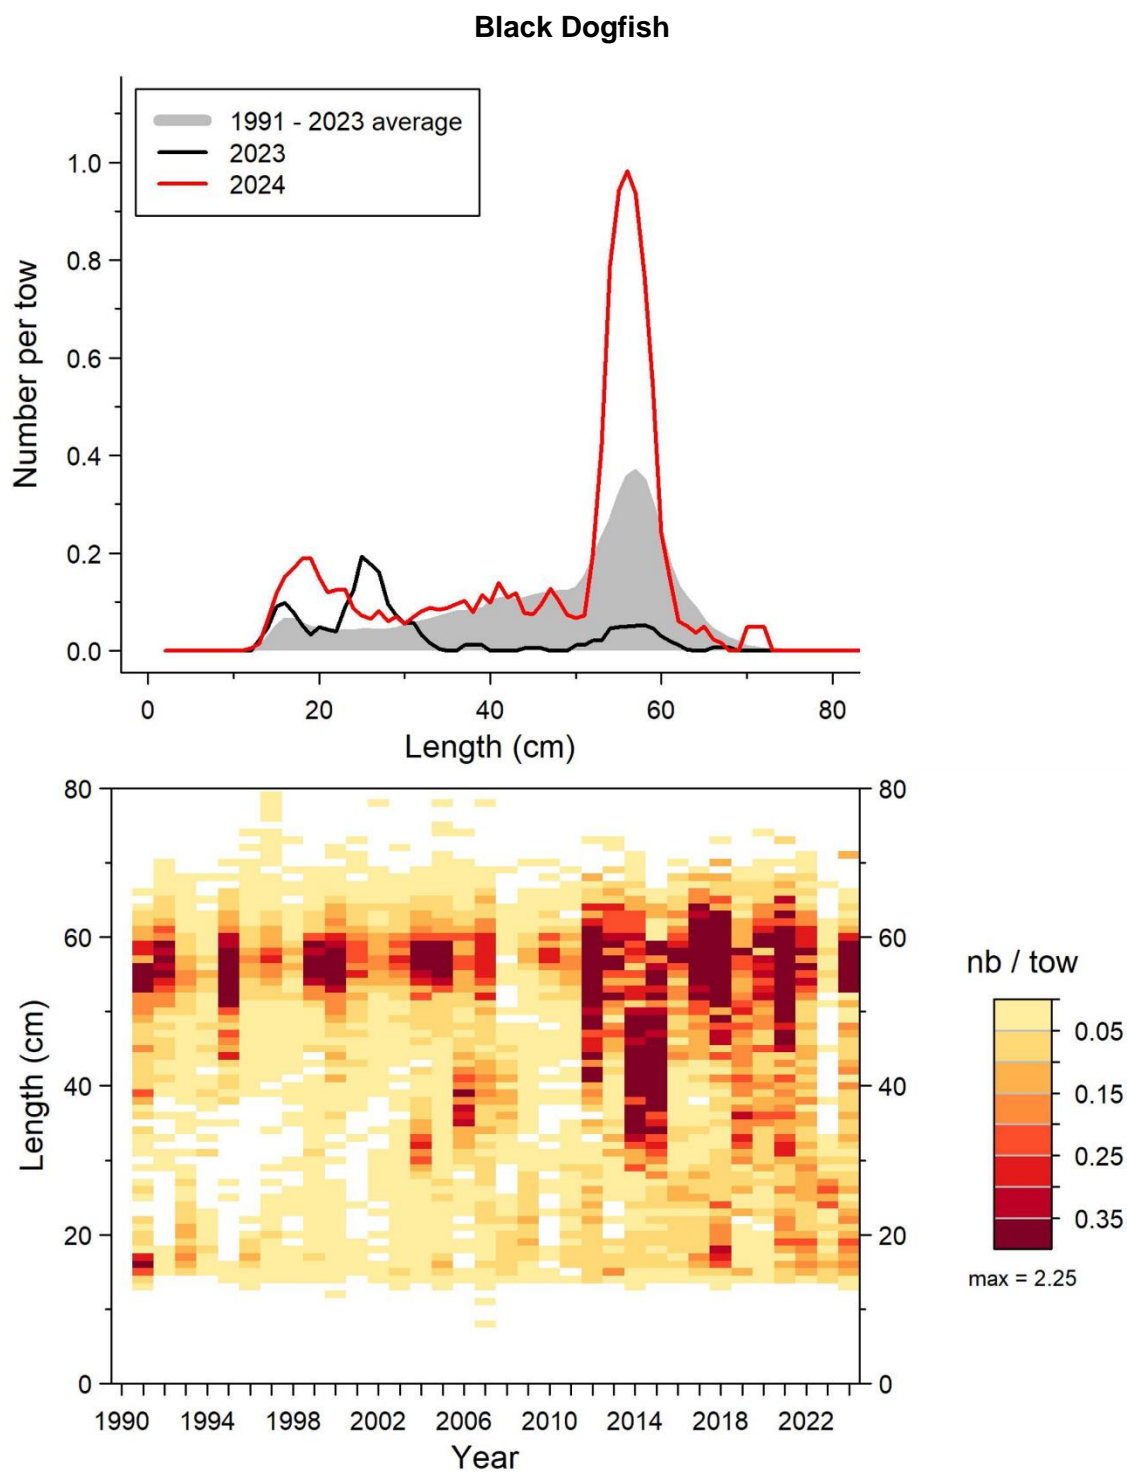 Black Dogfish
1991 - 2023 average
2023
2024
1.0
0.8
0.6
0.4
0.2
0.0
Number per tow
0 20 40 60 80
Length (cm)
80 80
60 60
40 40
20 20
0 0
Length (cm)
1990 1994 1998 2002 2006 2010 2014 2018 2022
Year
nb / tow
0.05
0.15
0.25
0.35
max = 2.25